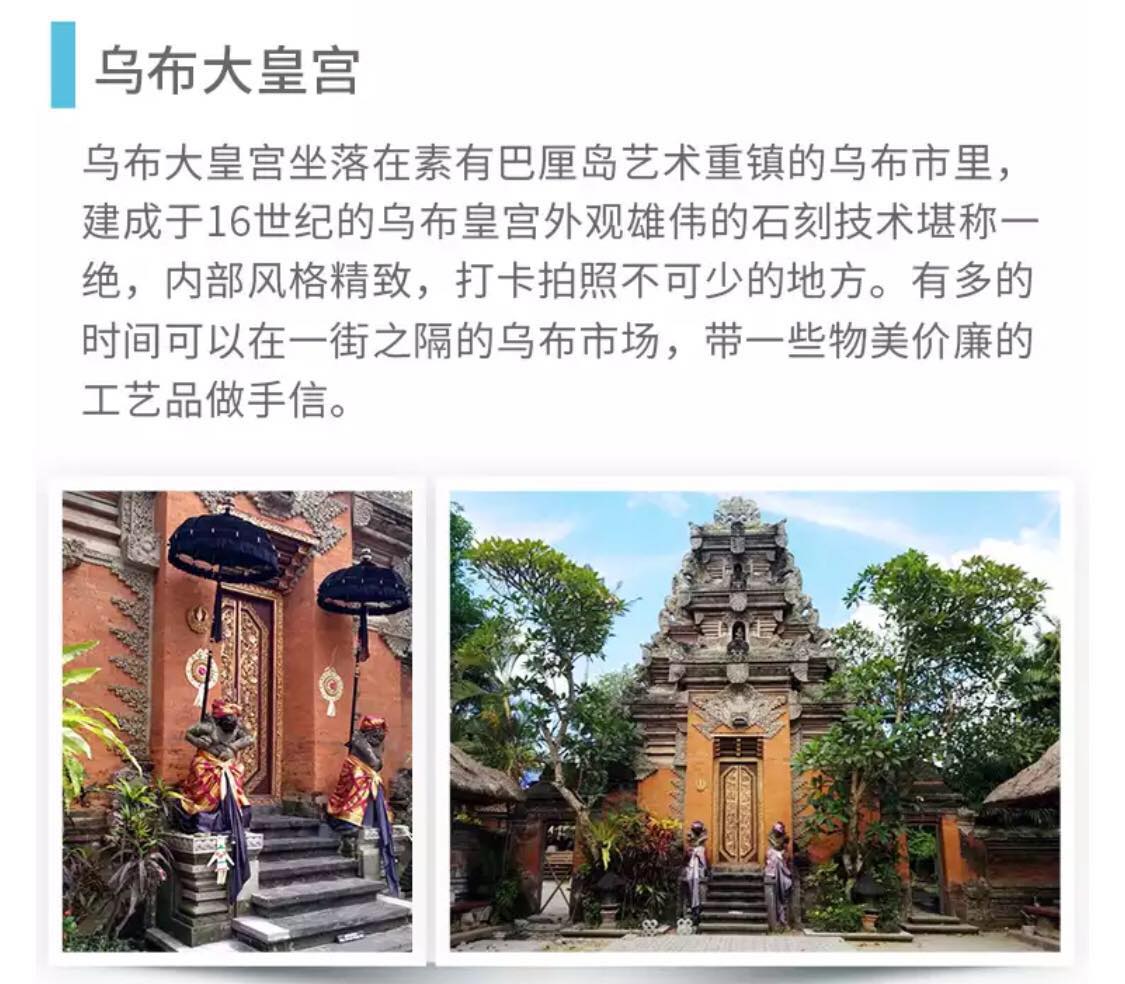 乌布大皇宫
乌布大皇宫坐落在素有巴厘岛艺术重镇的乌布市里，
建成于16世纪的乌布皇宫外观雄伟的石刻技术堪称一
绝，内部风格精致，打卡拍照不可少的地方。有多的
时间可以在一街之隔的乌布市场，带一些物美价廉的
工艺品做手信。